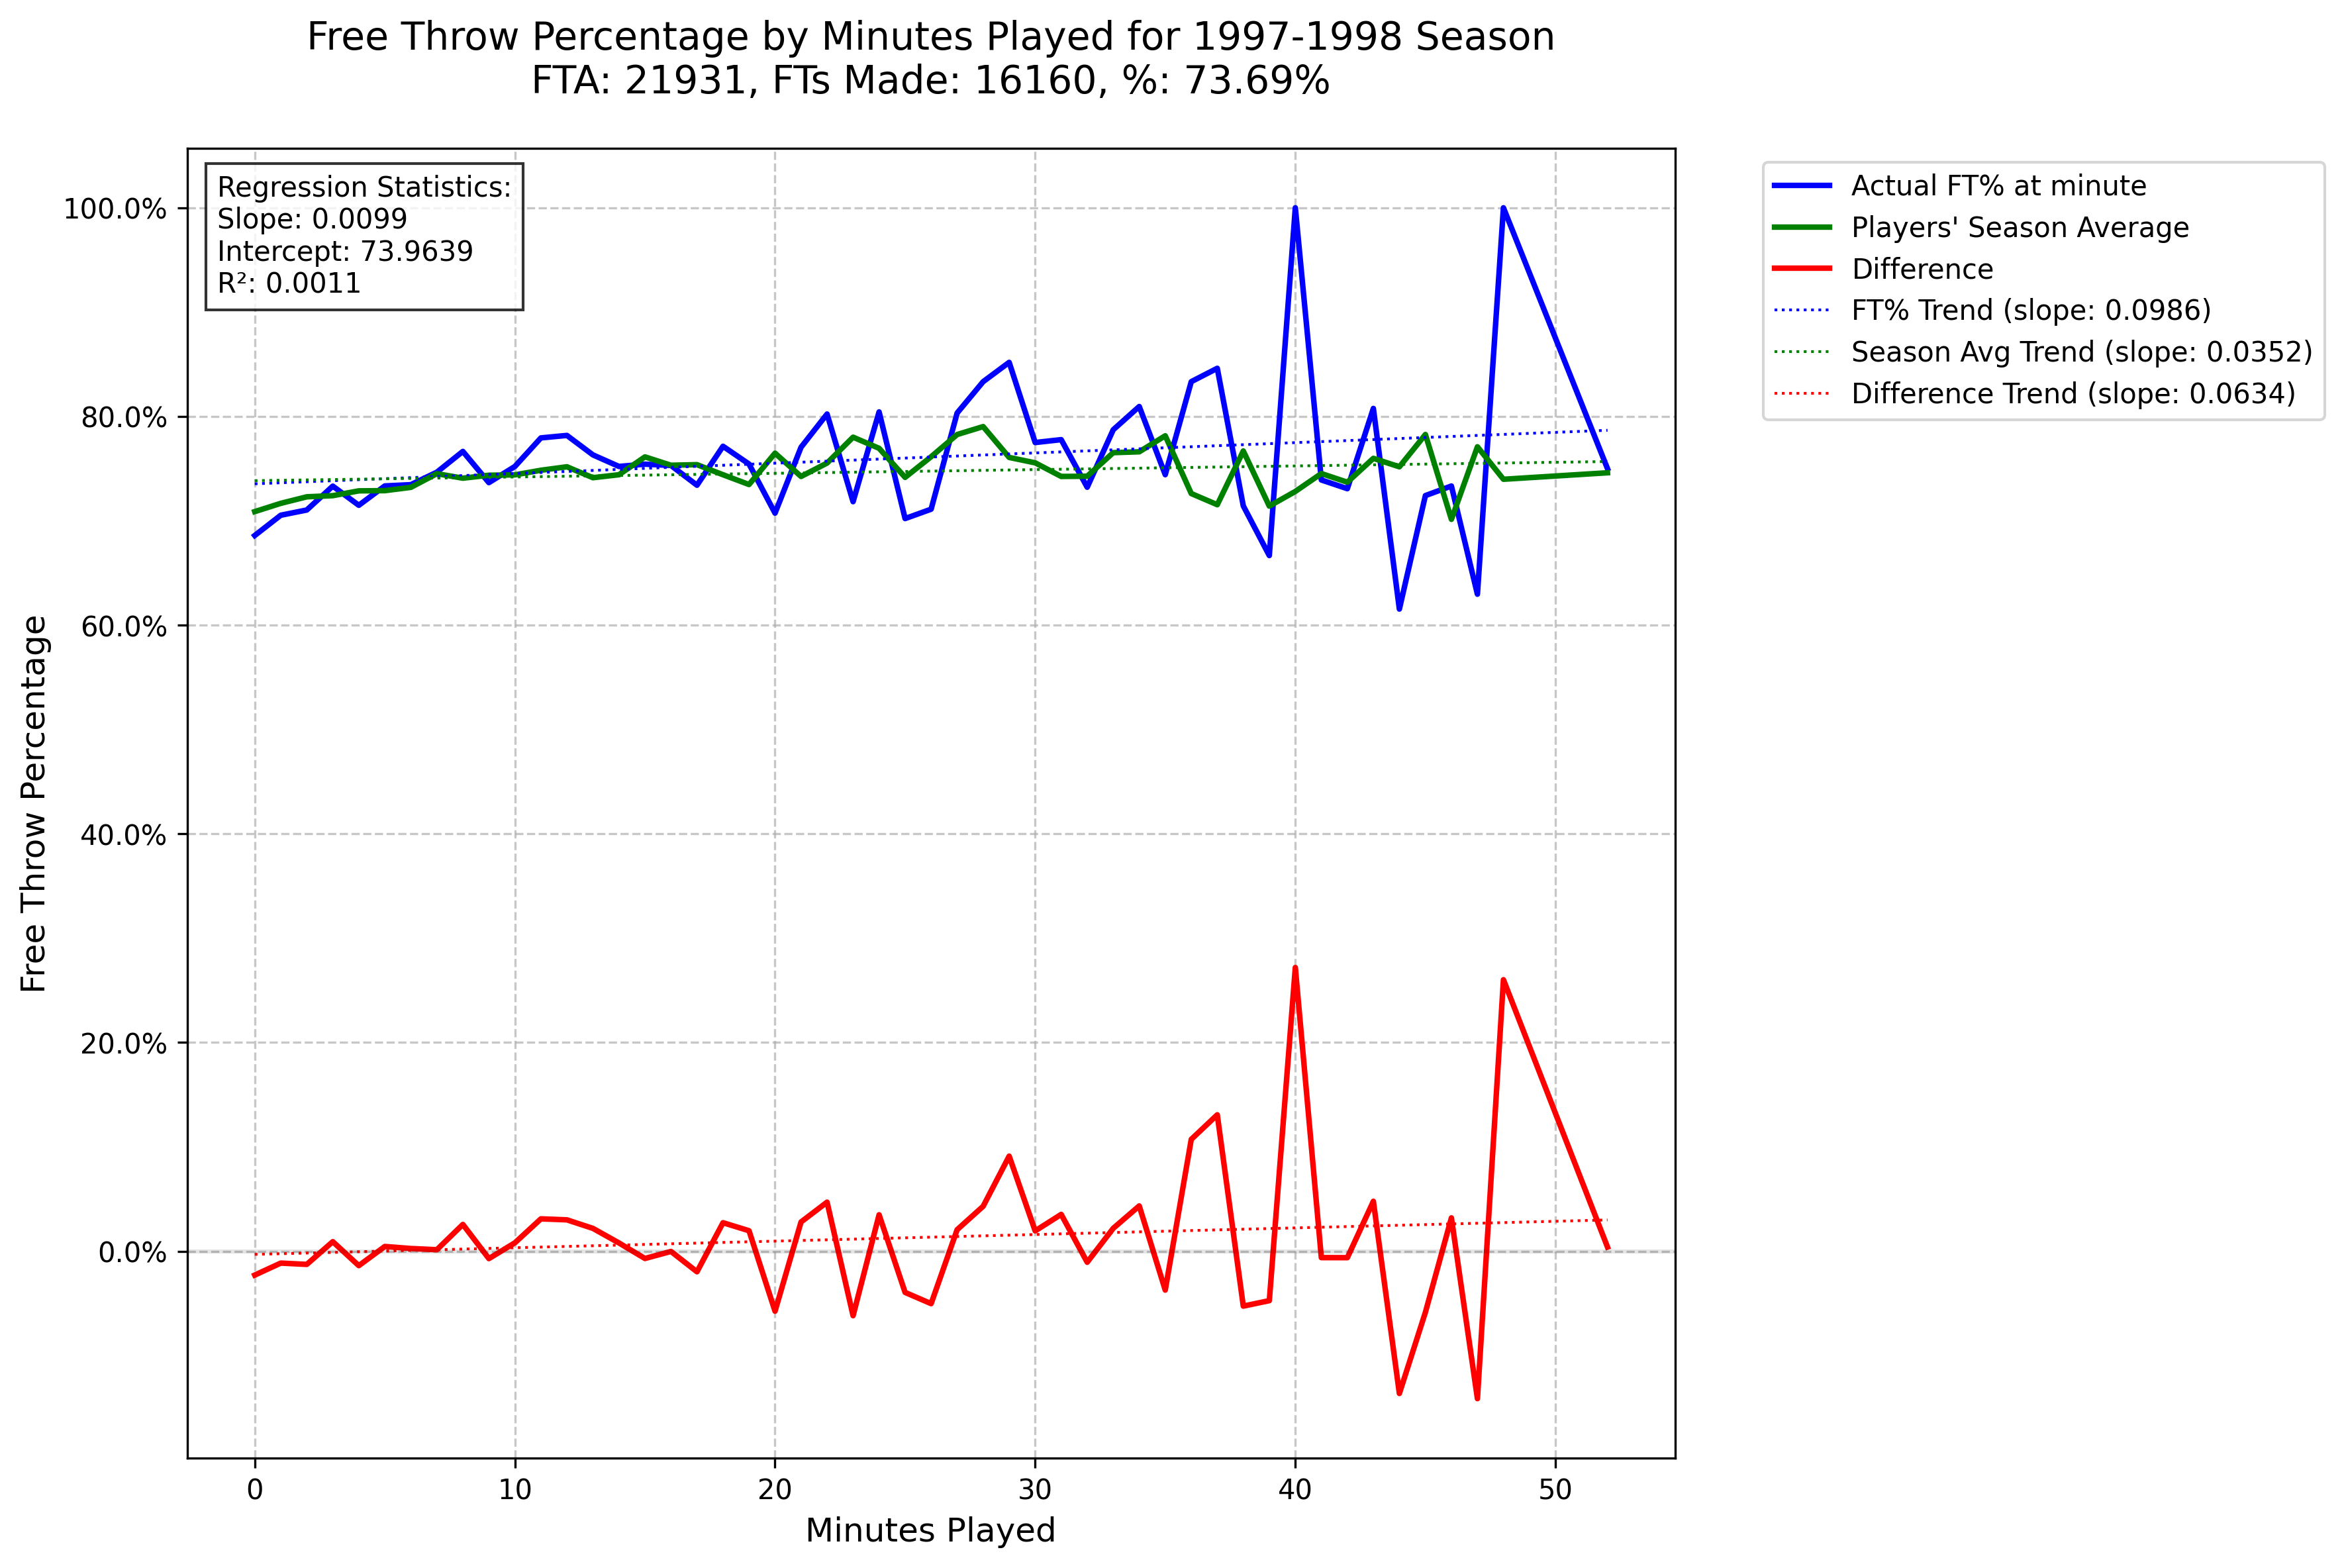 Free Throw Percentage by Minutes Played for 1997-1998 Season
FTA: 21931, FTs Made: 16160, %: 73.69%
Regression Statistics:
Slope: 0.0099
Intercept: 73.9639
R²: 0.0011
Actual FT% at minute
Players' Season Average
Difference
FT% Trend (slope: 0.0986)
Season Avg Trend (slope: 0.0352)
Difference Trend (slope: 0.0634)
Free Throw Percentage
100.0%
80.0%
60.0%
40.0%
20.0%
0.0%
0 10 20 30 40 50
Minutes Played